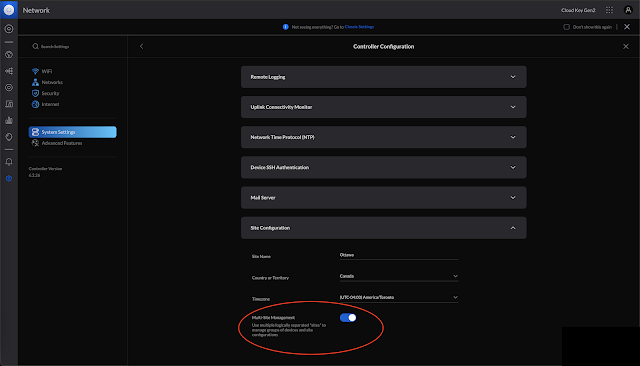 Network
Cloud Key Gen2
Not seeing everything? Go to Classic Settings
Don't show this again
Search Settings
Controller Configuration
WiFi
Networks
Security
Internet
System Settings
Advanced Features
Controller Version
6.2.26
Remote Logging
Uplink Connectivity Monitor
Network Time Protocol (NTP)
Device SSH Authentication
Mail Server
Site Configuration
Site Name
Ottawa
Country or Territory
Canada
Timezone
(UTC-04:00) America/Toronto
Multi-Site Management
Use multiple logically separated "sites" to
manage groups of devices and site
configurations